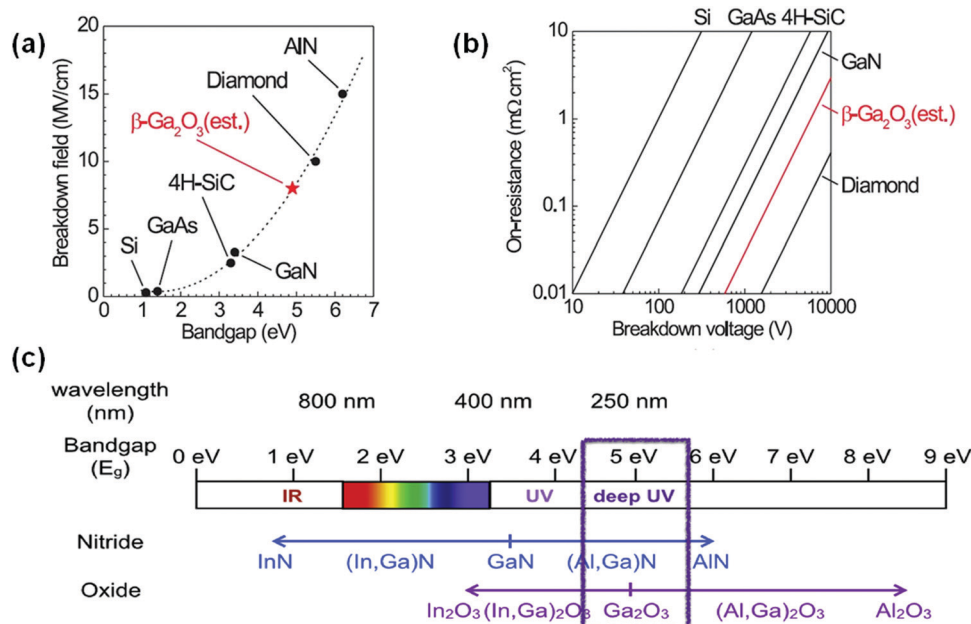 (a)
Breakdown field (MV/cm)
20
15
10
5
0
AlN
Diamond
β-Ga₂O₃(est.)
4H-SiC
GaAs
Si
GaN
0 1 2 3 4 5 6 7
Bandgap (eV)
(b)
Si GaAs 4H-SiC
On-resistance (mΩcm²)
10
1
0.1
0.01
GaN
β-Ga₂O₃(est.)
Diamond
10 100 1000 10000
Breakdown voltage (V)
(c)
wavelength
(nm)
800 nm 400 nm 250 nm
Bandgap
(Eg)
0 eV 1 eV 2 eV 3 eV 4 eV 5 eV 6 eV 7 eV 8 eV 9 eV
IR UV deep UV
Nitride
InN (In,Ga)N GaN (Al,Ga)N AlN
Oxide
In₂O₃ (In,Ga)₂O₃ Ga₂O₃ (Al,Ga)₂O₃ Al₂O₃